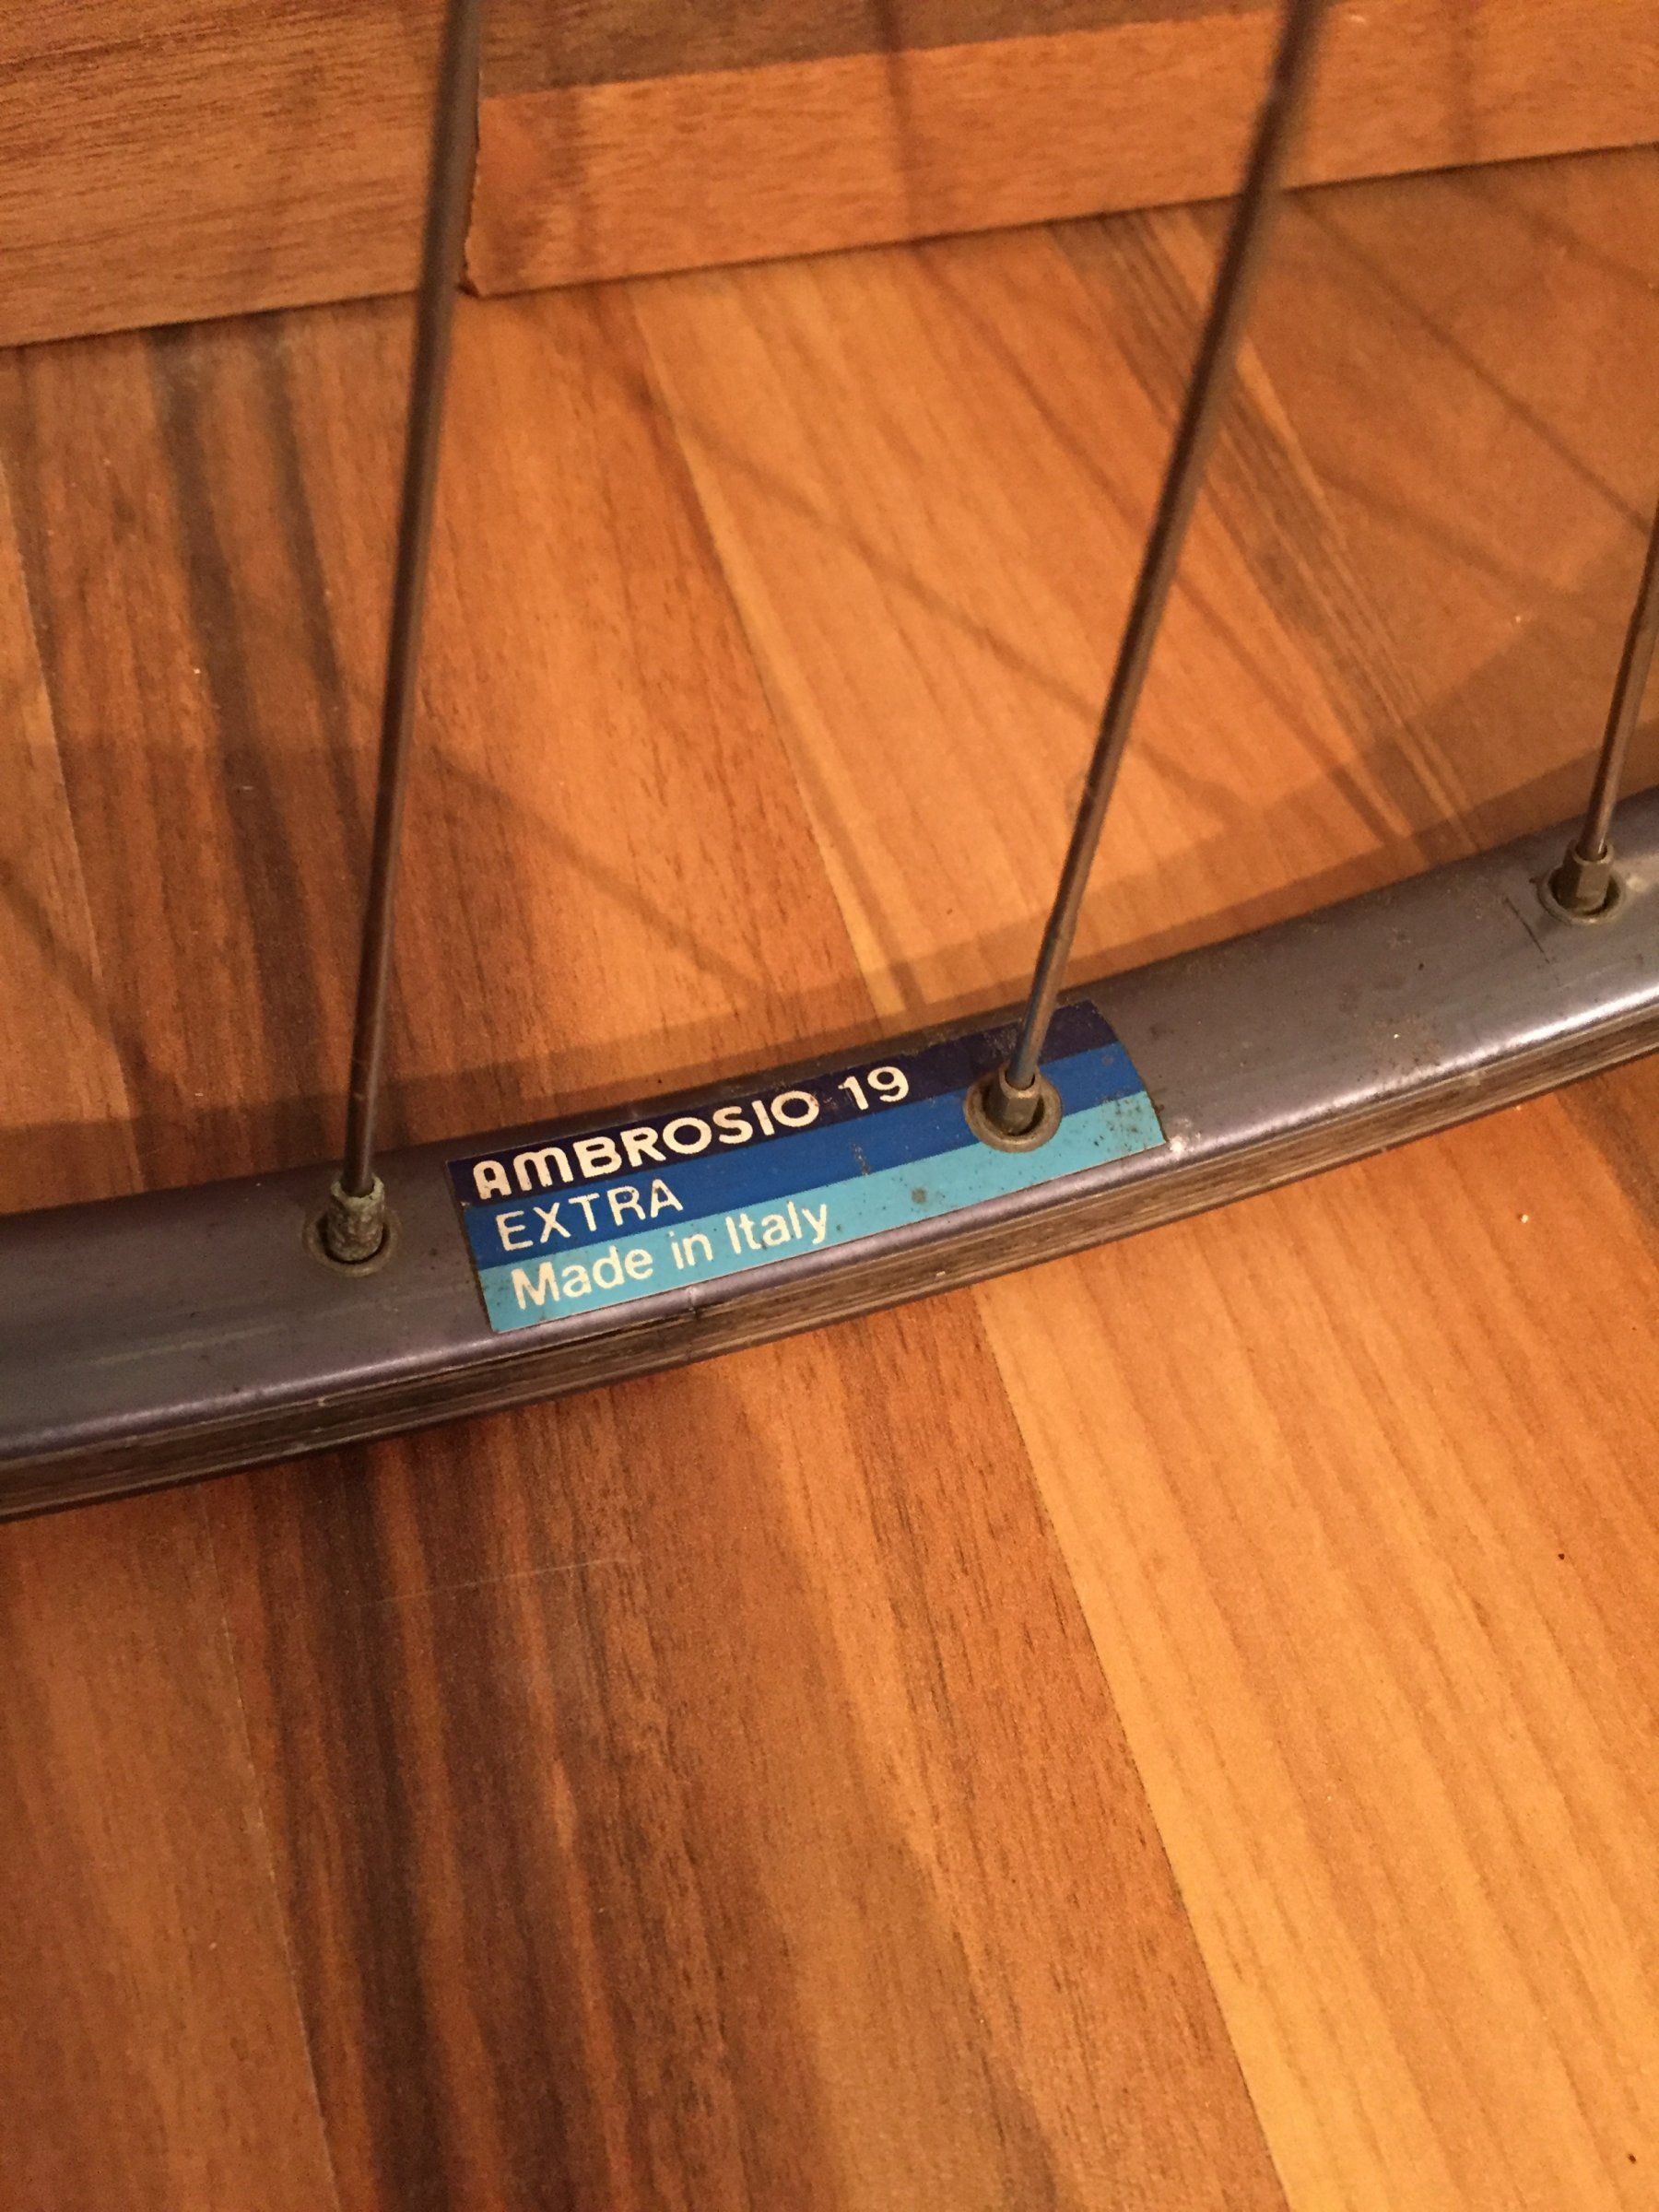 AMBROSIO 19
EXTRA
Made in Italy